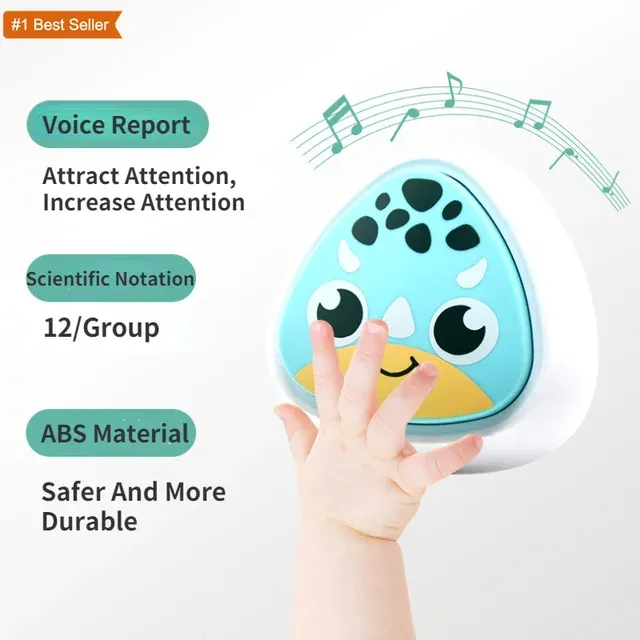 #1 Best Seller
Voice Report
Attract Attention,
Increase Attention
Scientific Notation
12/Group
ABS Material
Safer And More
Durable